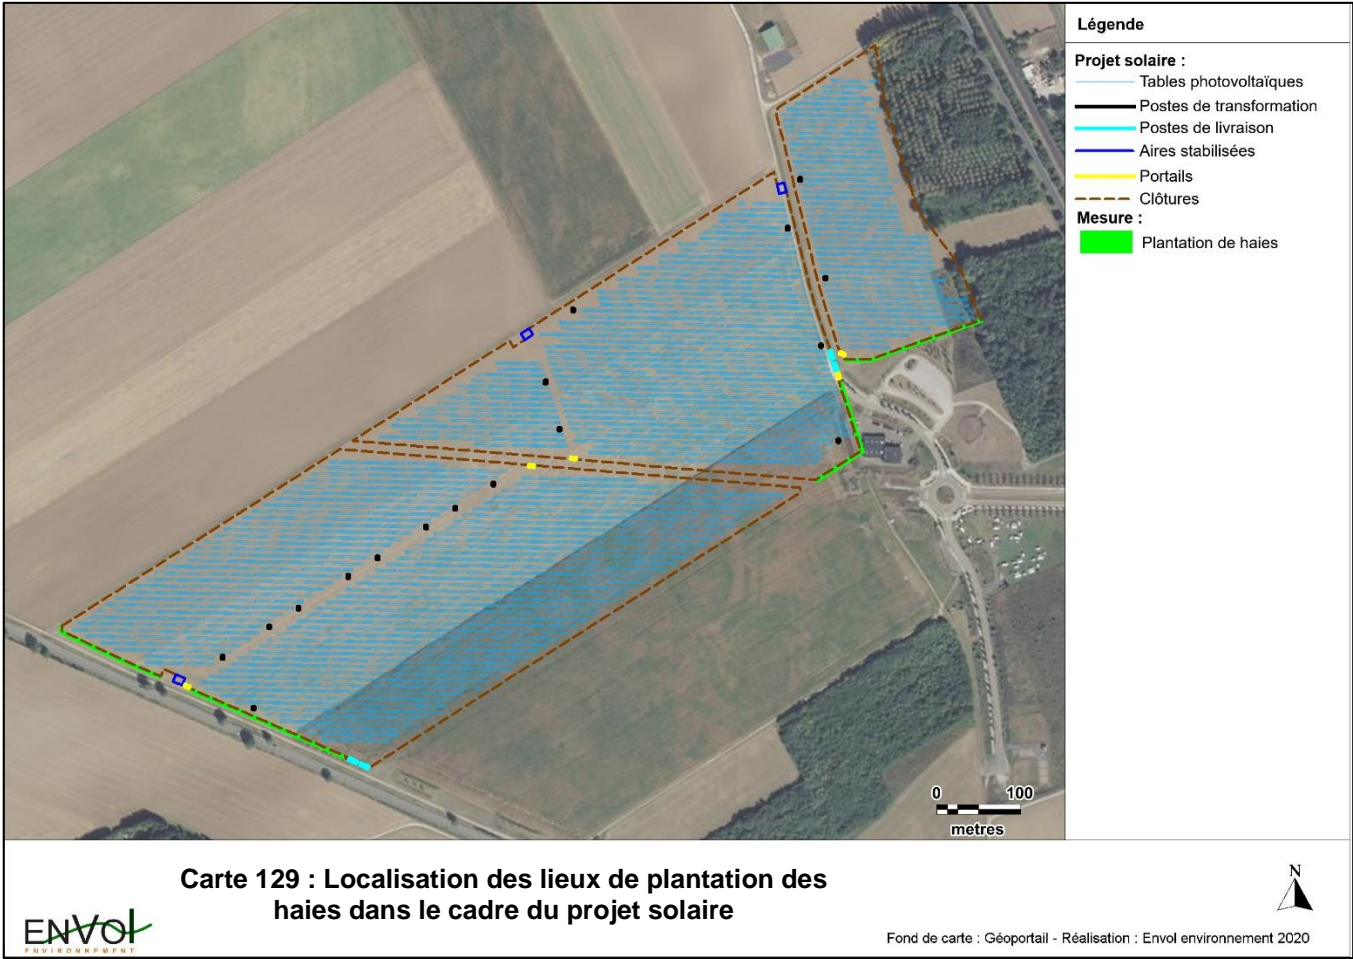 Légende
Projet solaire :
Tables photovoltaïques
Postes de transformation
Postes de livraison
Aires stabilisées
Portails
Clôtures
Mesure :
Plantation de haies
0 100
metres
Carte 129 : Localisation des lieux de plantation des
haies dans le cadre du projet solaire
N
ENVOl
ENVIRONNEMENT
Fond de carte : Géoportail - Réalisation : Envol environnement 2020